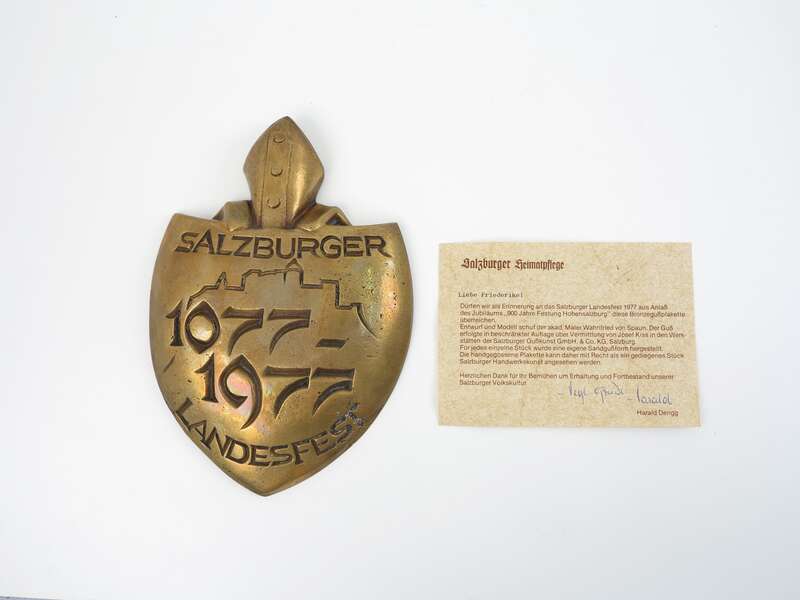 SALZBURGER
1077-
1977
LANDESFEST
Salzburger Heimatpflege
Liebe Friederike!
Dürfen wir als Erinnerung an das Salzburger Landesfest 1977 aus Anlaß
des Jubiläums „900 Jahre Festung Hohensalzburg" diese Bronzegußplakette
überreichen.
Entwurf und Modell schuf der akad. Maler Wahnfried von Spaun. Der Guß
erfolgte in beschränkter Auflage über Vermittlung von Josef Kiss in den Werk-
stätten der Salzburger Gußkunst GmbH. & Co. KG, Salzburg.
Für jedes einzelne Stück wurde eine eigene Sandgußform hergestellt.
Die handgegossene Plakette kann daher mit Recht als ein gediegenes Stück
Salzburger Handwerkskunst angesehen werden.
Herzlichen Dank für Ihr Bemühen um Erhaltung und Fortbestand unserer
Salzburger Volkskultur
Harald
Harald Dengg